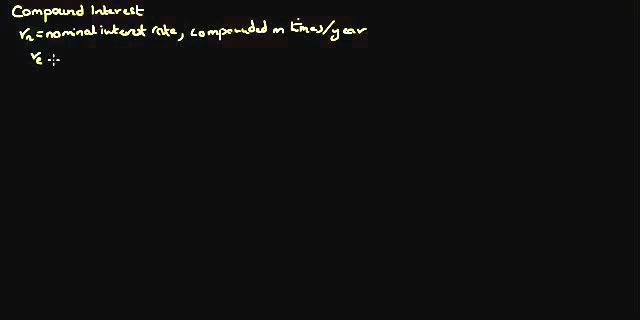 Compound Interest
rn = nominal interest rate, compounded m times/year
re